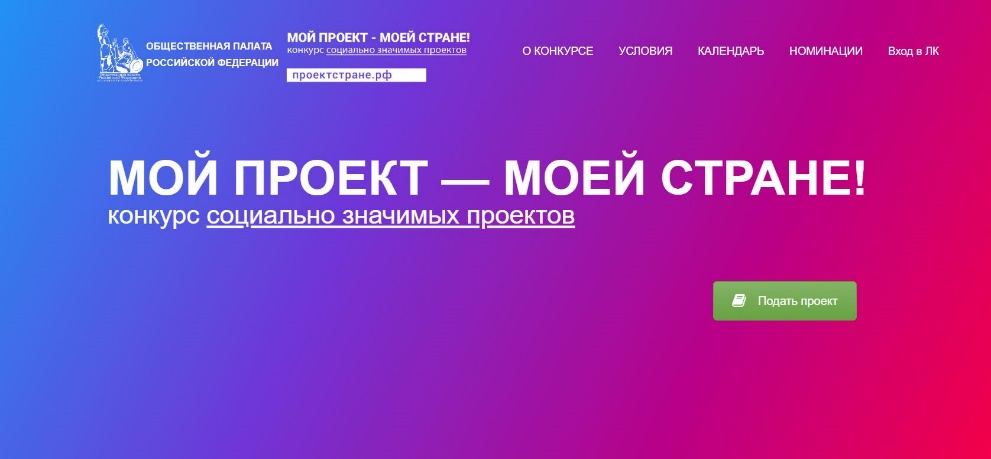 ОБЩЕСТВЕННАЯ ПАЛАТА
РОССИЙСКОЙ ФЕДЕРАЦИИ
МОЙ ПРОЕКТ - МОЕЙ СТРАНЕ!
конкурс социально значимых проектов
проектстране.рф
О КОНКУРСЕ
УСЛОВИЯ
КАЛЕНДАРЬ
НОМИНАЦИИ
Вход в ЛК
МОЙ ПРОЕКТ — МОЕЙ СТРАНЕ!
конкурс социально значимых проектов
Подать проект